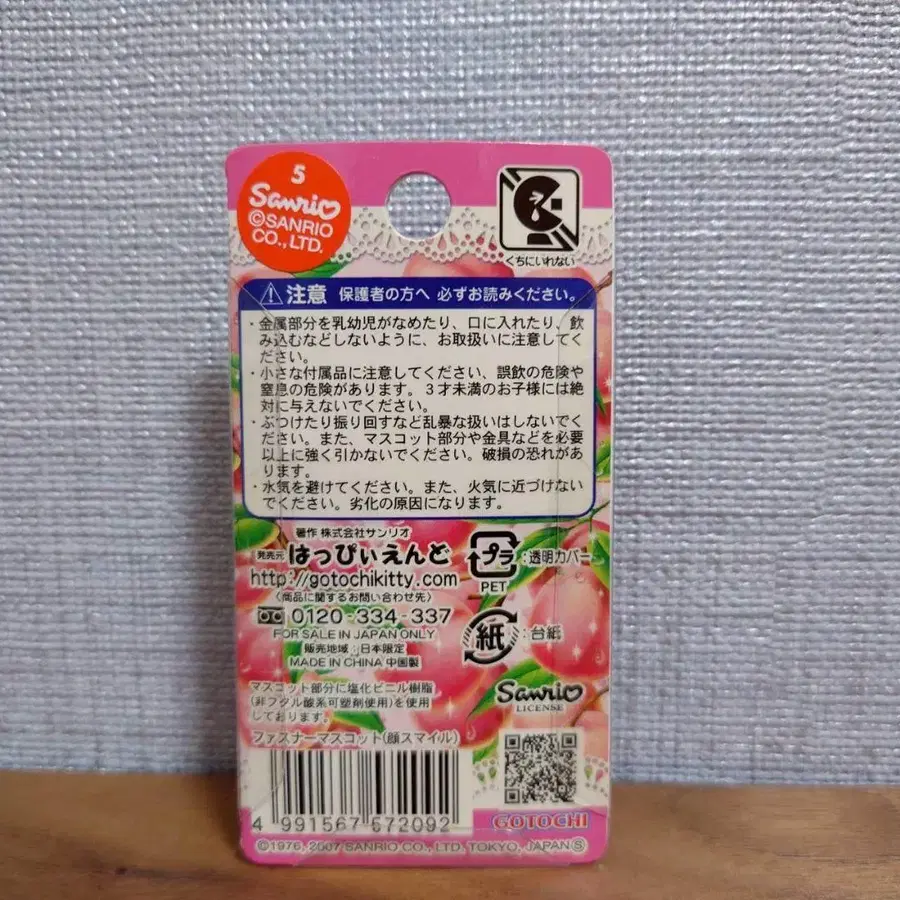 5
Sanrio
©SANRIO
CO.,LTD.
くちにいれない
注意 保護者の方へ 必ずお読みください。
・金属部分を乳幼児がなめたり、口に入れたり、飲
み込むなどしないように、お取扱いに注意してく
ださい。
・小さな付属品に注意してください、誤飲の危険や
窒息の危険があります。3才未満のお子様には絶
対に与えないでください。
・ぶつけたり振り回すなど乱暴な扱いはしないでく
ださい。また、マスコット部分や金具などを必要
以上に強く引かないでください。破損の恐れがあ
ります。
・水気を避けてください。また、火気に近づけない
でください。劣化の原因になります。
著作 株式会社サンリオ
発売元 はっぴぃえんど
http://gotochikitty.com
〈商品に関するお問い合わせ先〉
0120-334-337
FOR SALE IN JAPAN ONLY
販売地域：日本限定
MADE IN CHINA 中国製
プラ：透明カバー
PET
紙：台紙
マスコット部分に塩化ビニル樹脂
(非フタル酸系可塑剤使用)を使用
しております。
Sanrio
LICENSE
ファスナーマスコット(顔スマイル)
4 991567 572092
GOTOCHI
©1976, 2007 SANRIO CO., LTD. TOKYO, JAPAN Ⓢ